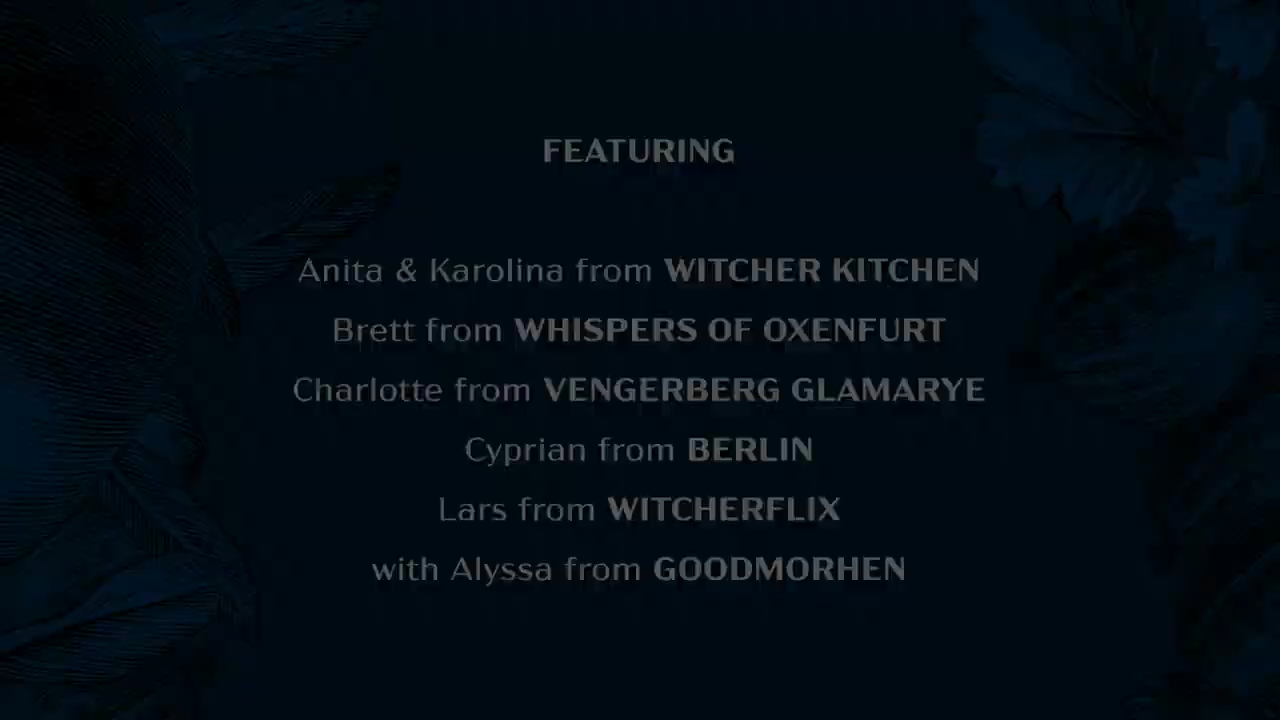 FEATURING
Anita & Karolina from WITCHER KITCHEN
Brett from WHISPERS OF OXENFURT
Charlotte from VENGERBERG GLAMARYE
Cyprian from BERLIN
Lars from WITCHERFLIX
with Alyssa from GOODMORHEN